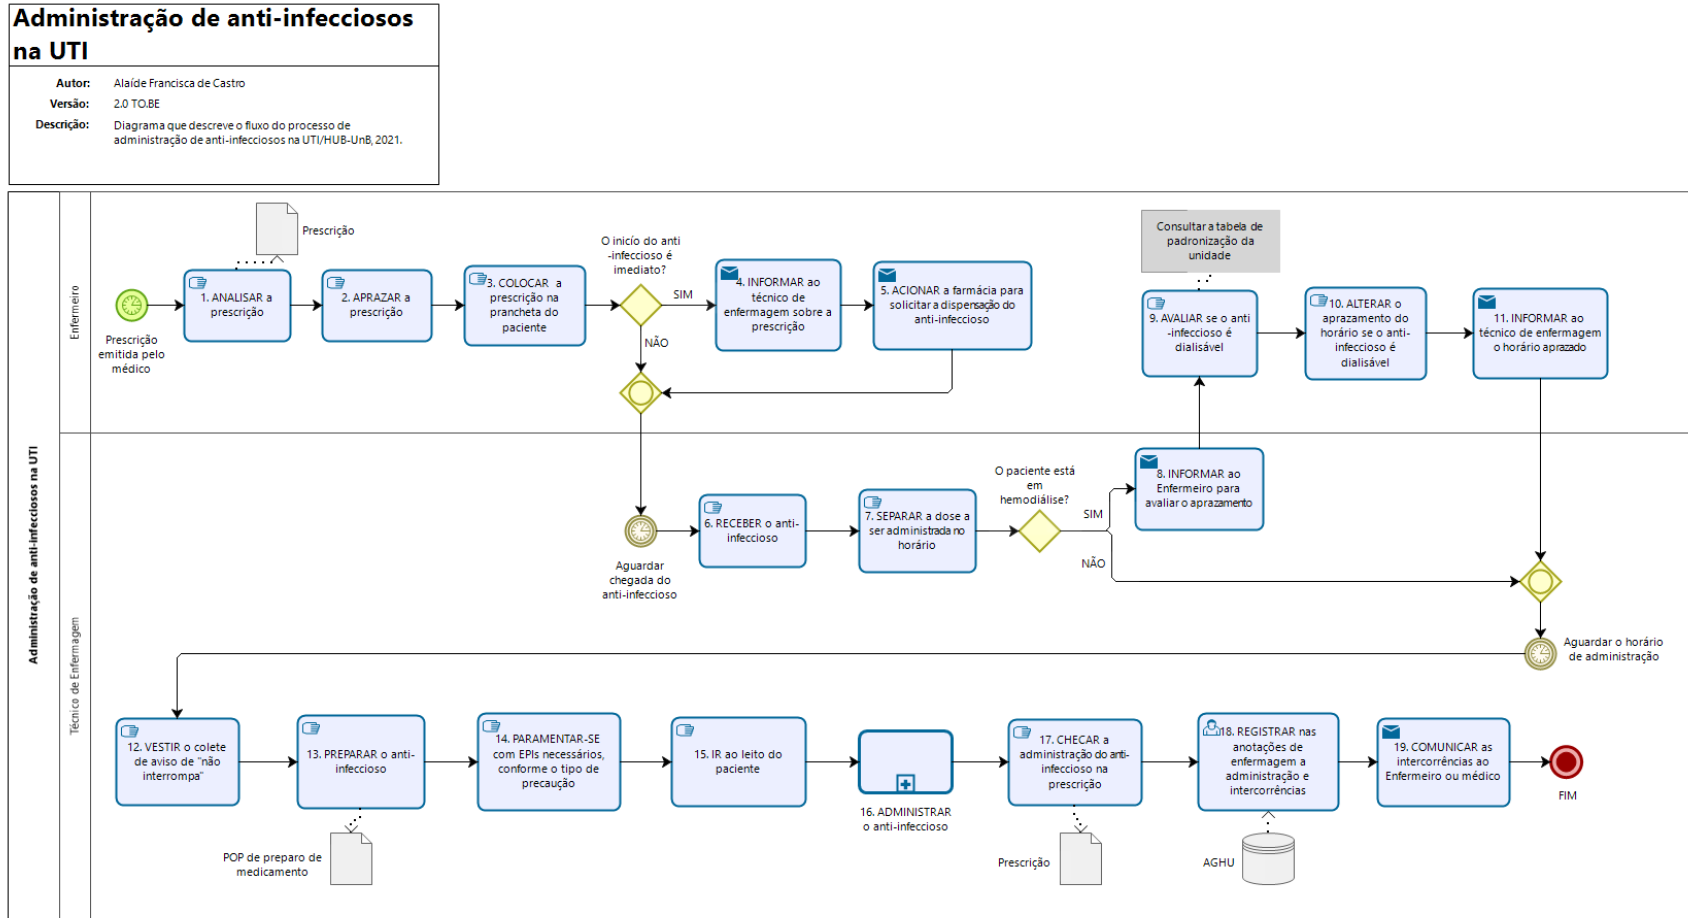 Administração de anti-infecciosos
na UTI
Autor: Alaíde Francisca de Castro
Versão: 2.0 TO.BE
Descrição: Diagrama que descreve o fluxo do processo de
administração de anti-infecciosos na UTI/HUB-UnB, 2021.
Administração de anti-infecciosos na UTI
Enfermeiro
Prescrição
emitida pelo
médico
Prescrição
1. ANALISAR a
prescrição
2. APRAZAR a
prescrição
3. COLOCAR a
prescrição na
prancheta do
paciente
O inicío do anti
-infeccioso é
imediato?
SIM
NÃO
4. INFORMAR ao
técnico de
enfermagem sobre a
prescrição
5. ACIONAR a farmácia para
solicitar a dispensação do
anti-infeccioso
Consultar a tabela de
padronização da
unidade
9. AVALIAR se o anti
-infeccioso é
dialisável
10. ALTERAR o
aprazamento do
horário se o anti-
infeccioso é
dialisável
11. INFORMAR ao
técnico de enfermagem
o horário aprazado
Técnico de Enfermagem
Aguardar
chegada do
anti-infeccioso
6. RECEBER o anti-
infeccioso
7. SEPARAR a dose a
ser administrada no
horário
O paciente está
em
hemodiálise?
SIM
NÃO
8. INFORMAR ao
Enfermeiro para
avaliar o aprazamento
Aguardar o horário
de administração
12. VESTIR o colete
de aviso de "não
interrompa"
13. PREPARAR o anti-
infeccioso
POP de preparo de
medicamento
14. PARAMENTAR-SE
com EPIs necessários,
conforme o tipo de
precaução
15. IR ao leito do
paciente
16. ADMINISTRAR
o anti-infeccioso
17. CHECAR a
administração do anti-
infeccioso na
prescrição
Prescrição
18. REGISTRAR nas
anotações de
enfermagem a
administração e
intercorrências
AGHU
19. COMUNICAR as
intercorrências ao
Enfermeiro ou médico
FIM